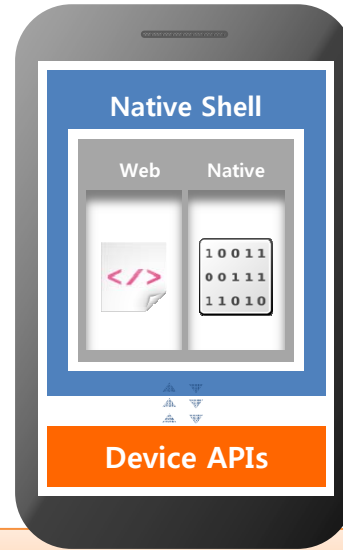 Native Shell
Web Native
</>
10011
00111
11010
Device APIs